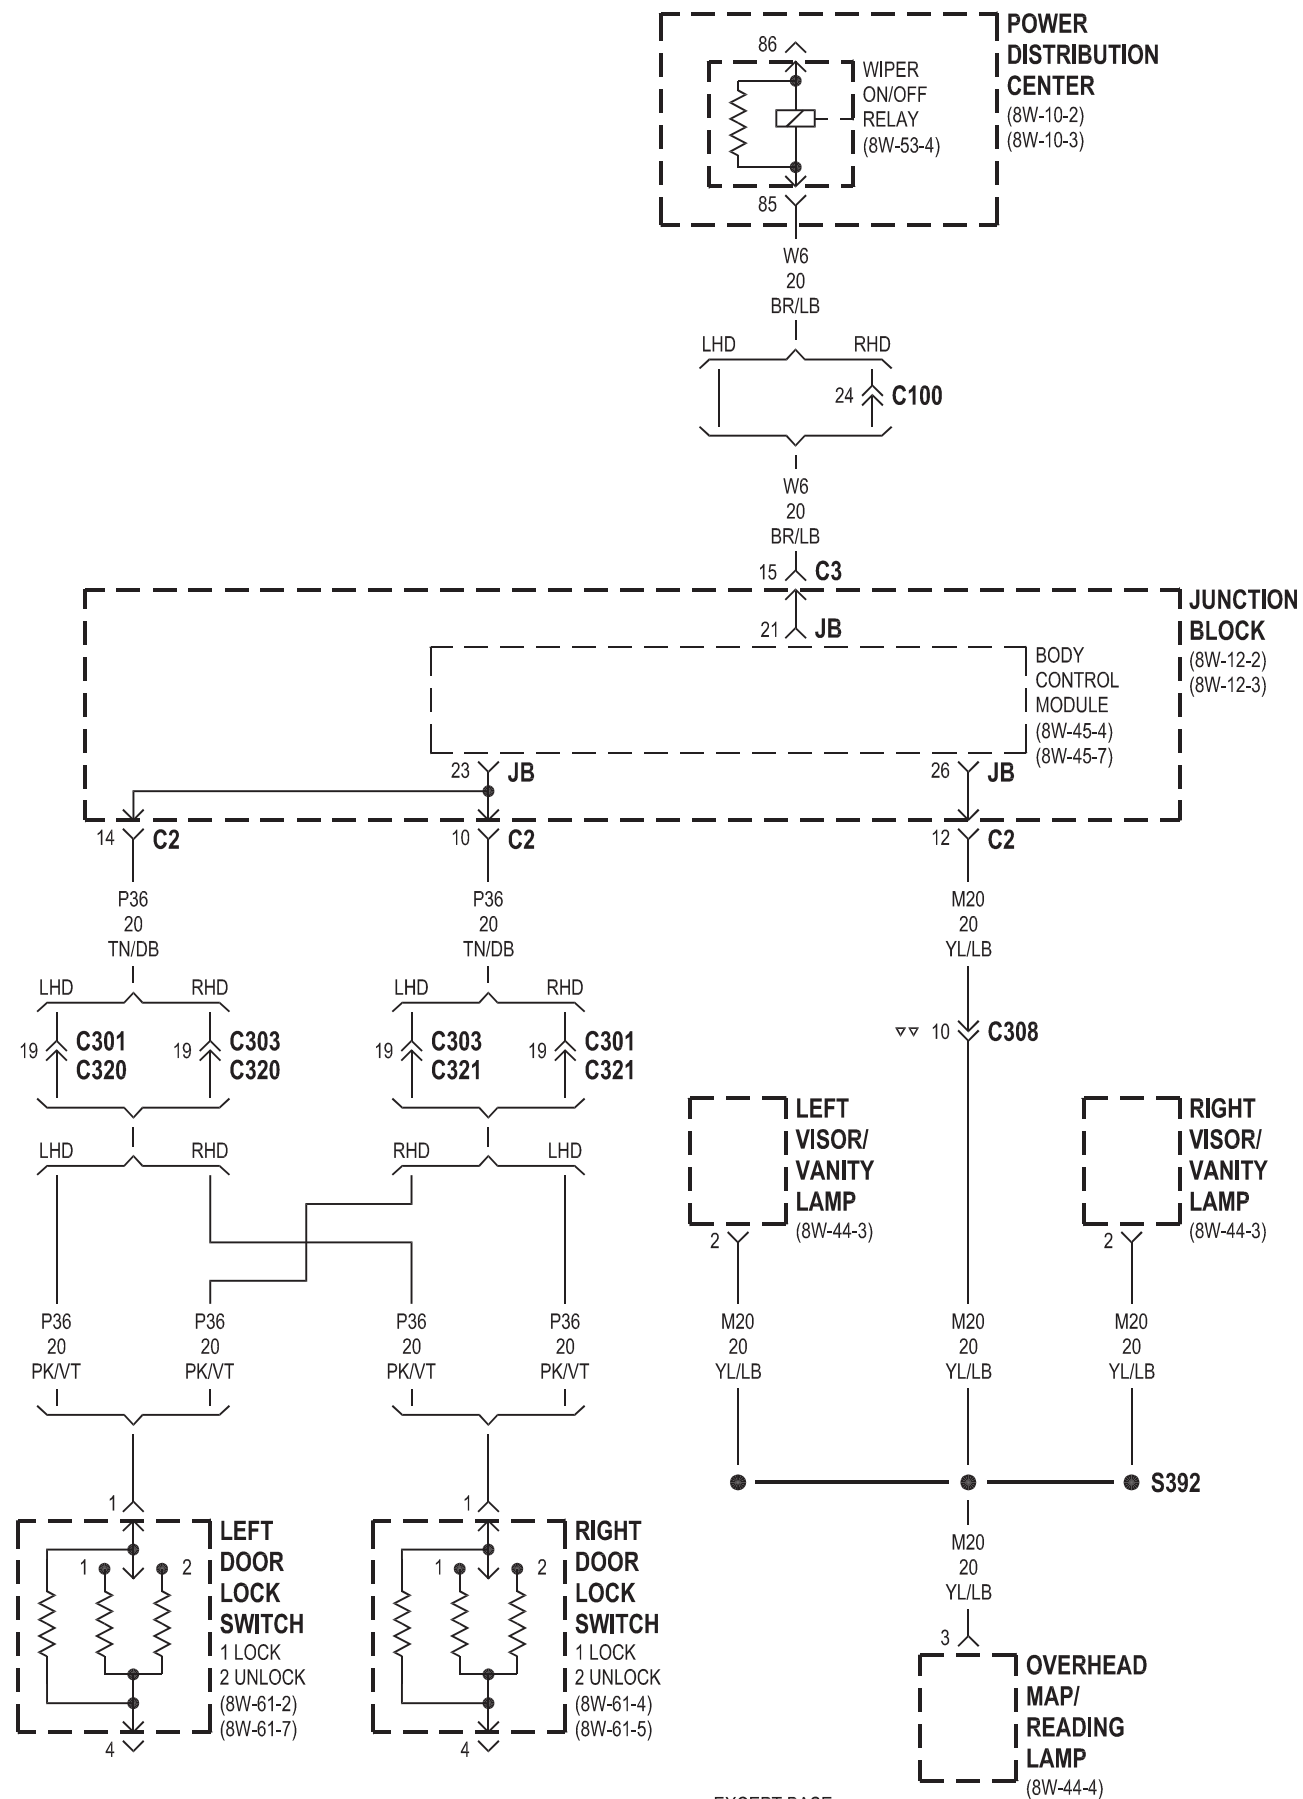 POWER
DISTRIBUTION
CENTER
(8W-10-2)
(8W-10-3)
86
WIPER
ON/OFF
RELAY
(8W-53-4)
85
W6
20
BR/LB
LHD
RHD
24
C100
W6
20
BR/LB
15
C3
JUNCTION
BLOCK
(8W-12-2)
(8W-12-3)
21
JB
BODY
CONTROL
MODULE
(8W-45-4)
(8W-45-7)
23
JB
26
JB
14
C2
10
C2
12
C2
P36
20
TN/DB
P36
20
TN/DB
M20
20
YL/LB
LHD
RHD
LHD
RHD
19
C301
C320
19
C303
C320
19
C303
C321
19
C301
C321
10
C308
LHD
RHD
RHD
LHD
LEFT
VISOR/
VANITY
LAMP
(8W-44-3)
2
RIGHT
VISOR/
VANITY
LAMP
(8W-44-3)
2
P36
20
PK/VT
P36
20
PK/VT
P36
20
PK/VT
P36
20
PK/VT
M20
20
YL/LB
M20
20
YL/LB
M20
20
YL/LB
S392
1
1
2
LEFT
DOOR
LOCK
SWITCH
1 LOCK
2 UNLOCK
(8W-61-2)
(8W-61-7)
4
1
1
2
RIGHT
DOOR
LOCK
SWITCH
1 LOCK
2 UNLOCK
(8W-61-4)
(8W-61-5)
4
M20
20
YL/LB
3
OVERHEAD
MAP/
READING
LAMP
(8W-44-4)